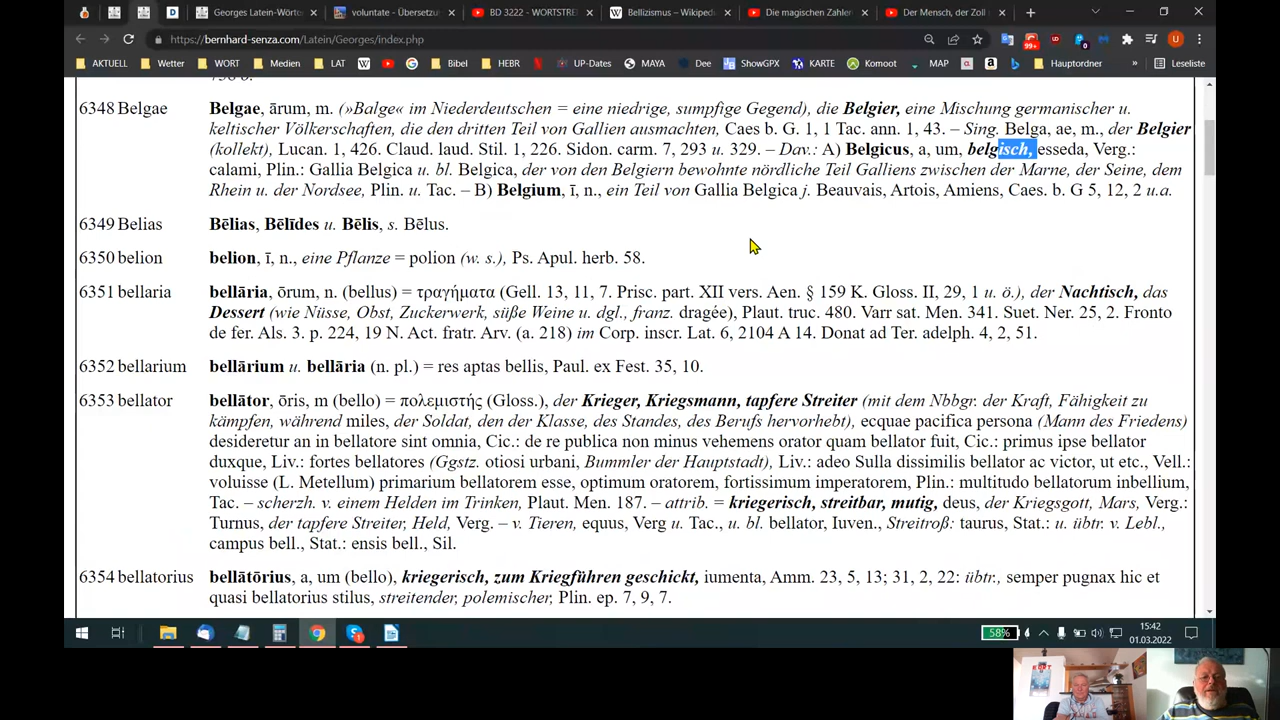 Georges Latein-Wörte
voluntate - Übersetzu
BD 3222 - WORTSTRE
Bellizismus – Wikiped
Die magischen Zahler
Der Mensch, der Zoll
https://bernhard-senza.com/Latein/Georges/index.php
AKTUELL
Wetter
WORT
Medien
LAT
Bibel
HEBR
UP-Dates
MAYA
Dee
ShowGPX
KARTE
Komoot
MAP
Hauptordner
Leseliste
6348 Belgae Belgae, ārum, m. (»Balge« im Niederdeutschen = eine niedrige, sumpfige Gegend), die Belgier, eine Mischung germanischer u.
keltischer Völkerschaften, die den dritten Teil von Gallien ausmachten, Caes b. G. 1, 1 Tac. ann. 1, 43. – Sing. Belga, ae, m., der Belgier
(kollekt), Lucan. 1, 426. Claud. laud. Stil. 1, 226. Sidon. carm. 7, 293 u. 329. – Dav.: A) Belgicus, a, um, belgisch, esseda, Verg.:
calami, Plin.: Gallia Belgica u. bl. Belgica, der von den Belgiern bewohnte nördliche Teil Galliens zwischen der Marne, der Seine, dem
Rhein u. der Nordsee, Plin. u. Tac. – B) Belgium, ī, n., ein Teil von Gallia Belgica j. Beauvais, Artois, Amiens, Caes. b. G 5, 12, 2 u.a.
6349 Belias Bēlias, Bēlīdes u. Bēlis, s. Bēlus.
6350 belion belion, ī, n., eine Pflanze = polion (w. s.), Ps. Apul. herb. 58.
6351 bellaria bellāria, ōrum, n. (bellus) = τραγήματα (Gell. 13, 11, 7. Prisc. part. XII vers. Aen. § 159 K. Gloss. II, 29, 1 u. ö.), der Nachtisch, das
Dessert (wie Nüsse, Obst, Zuckerwerk, süße Weine u. dgl., franz. dragée), Plaut. truc. 480. Varr sat. Men. 341. Suet. Ner. 25, 2. Fronto
de fer. Als. 3. p. 224, 19 N. Act. fratr. Arv. (a. 218) im Corp. inscr. Lat. 6, 2104 A 14. Donat ad Ter. adelph. 4, 2, 51.
6352 bellarium bellārium u. bellāria (n. pl.) = res aptas bellis, Paul. ex Fest. 35, 10.
6353 bellator bellātor, ōris, m (bello) = πολεμιστής (Gloss.), der Krieger, Kriegsmann, tapfere Streiter (mit dem Nbbgr. der Kraft, Fähigkeit zu
kämpfen, während miles, der Soldat, den der Klasse, des Standes, des Berufs hervorhebt), ecquae pacifica persona (Mann des Friedens)
desideretur an in bellatore sint omnia, Cic.: de re publica non minus vehemens orator quam bellator fuit, Cic.: primus ipse bellator
duxque, Liv.: fortes bellatores (Ggstz. otiosi urbani, Bummler der Hauptstadt), Liv.: adeo Sulla dissimilis bellator ac victor, ut etc., Vell.:
voluisse (L. Metellum) primarium bellatorem esse, optimum oratorem, fortissimum imperatorem, Plin.: multitudo bellatorum inbellium,
Tac. – scherzh. v. einem Helden im Trinken, Plaut. Men. 187. – attrib. = kriegerisch, streitbar, mutig, deus, der Kriegsgott, Mars, Verg.:
Turnus, der tapfere Streiter, Held, Verg. – v. Tieren, equus, Verg u. Tac., u. bl. bellator, Iuven., Streitroß: taurus, Stat.: u. übtr. v. Lebl.,
campus bell., Stat.: ensis bell., Sil.
6354 bellatorius bellātōrius, a, um (bello), kriegerisch, zum Kriegführen geschickt, iumenta, Amm. 23, 5, 13; 31, 2, 22: übtr., semper pugnax hic et
quasi bellatorius stilus, streitender, polemischer, Plin. ep. 7, 9, 7.
58%
15:42
01.03.2022